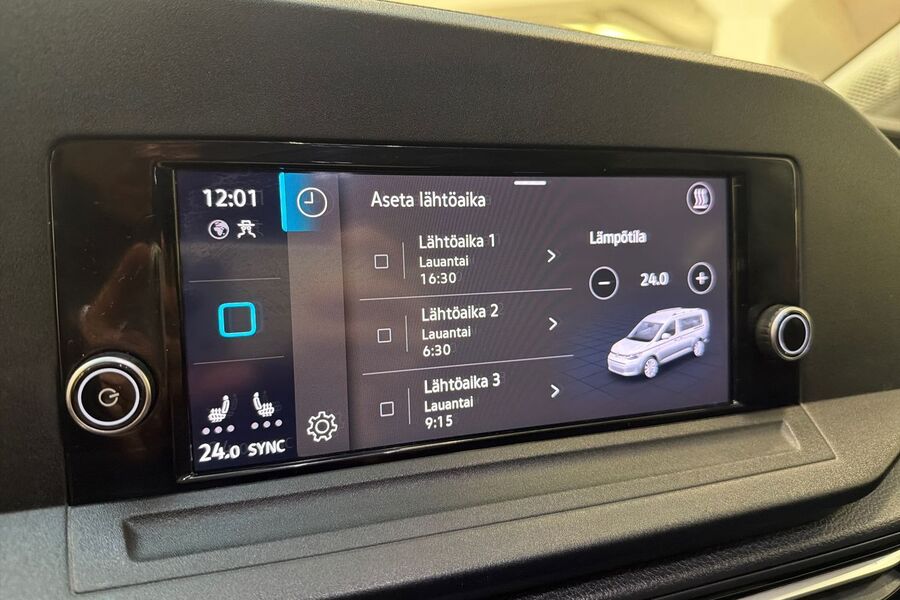 12:01
Aseta lähtöaika
Lähtöaika 1
Lauantai
16:30
Lähtöaika 2
Lauantai
6:30
Lähtöaika 3
Lauantai
9:15
Lämpötila
24.0
24.0 SYNC